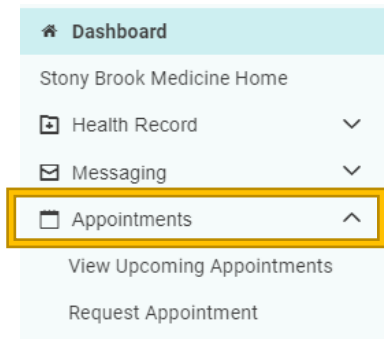 Dashboard
Stony Brook Medicine Home
Health Record
Messaging
Appointments
View Upcoming Appointments
Request Appointment